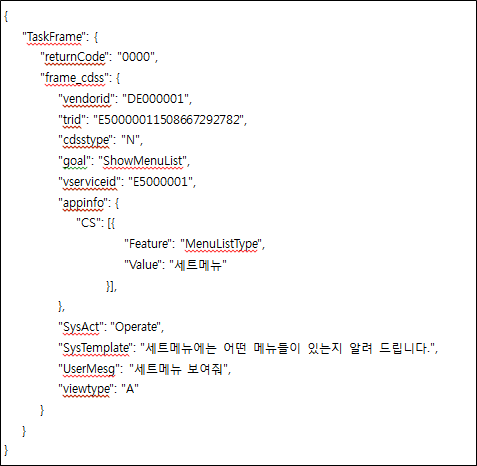 {
"TaskFrame": {
"returnCode": "0000",
"frame_cdss": {
"vendorid": "DE000001",
"trid": "E50000011508667292782",
"cdsstype": "N",
"goal": "ShowMenuList",
"vserviceid": "E5000001",
"appinfo": {
"CS": [{
"Feature": "MenuListType",
"Value": "세트메뉴"
}],
},
"SysAct": "Operate",
"SysTemplate": "세트메뉴에는 어떤 메뉴들이 있는지 알려 드립니다.",
"UserMesg": "세트메뉴 보여줘",
"viewtype": "A"
}
}
}